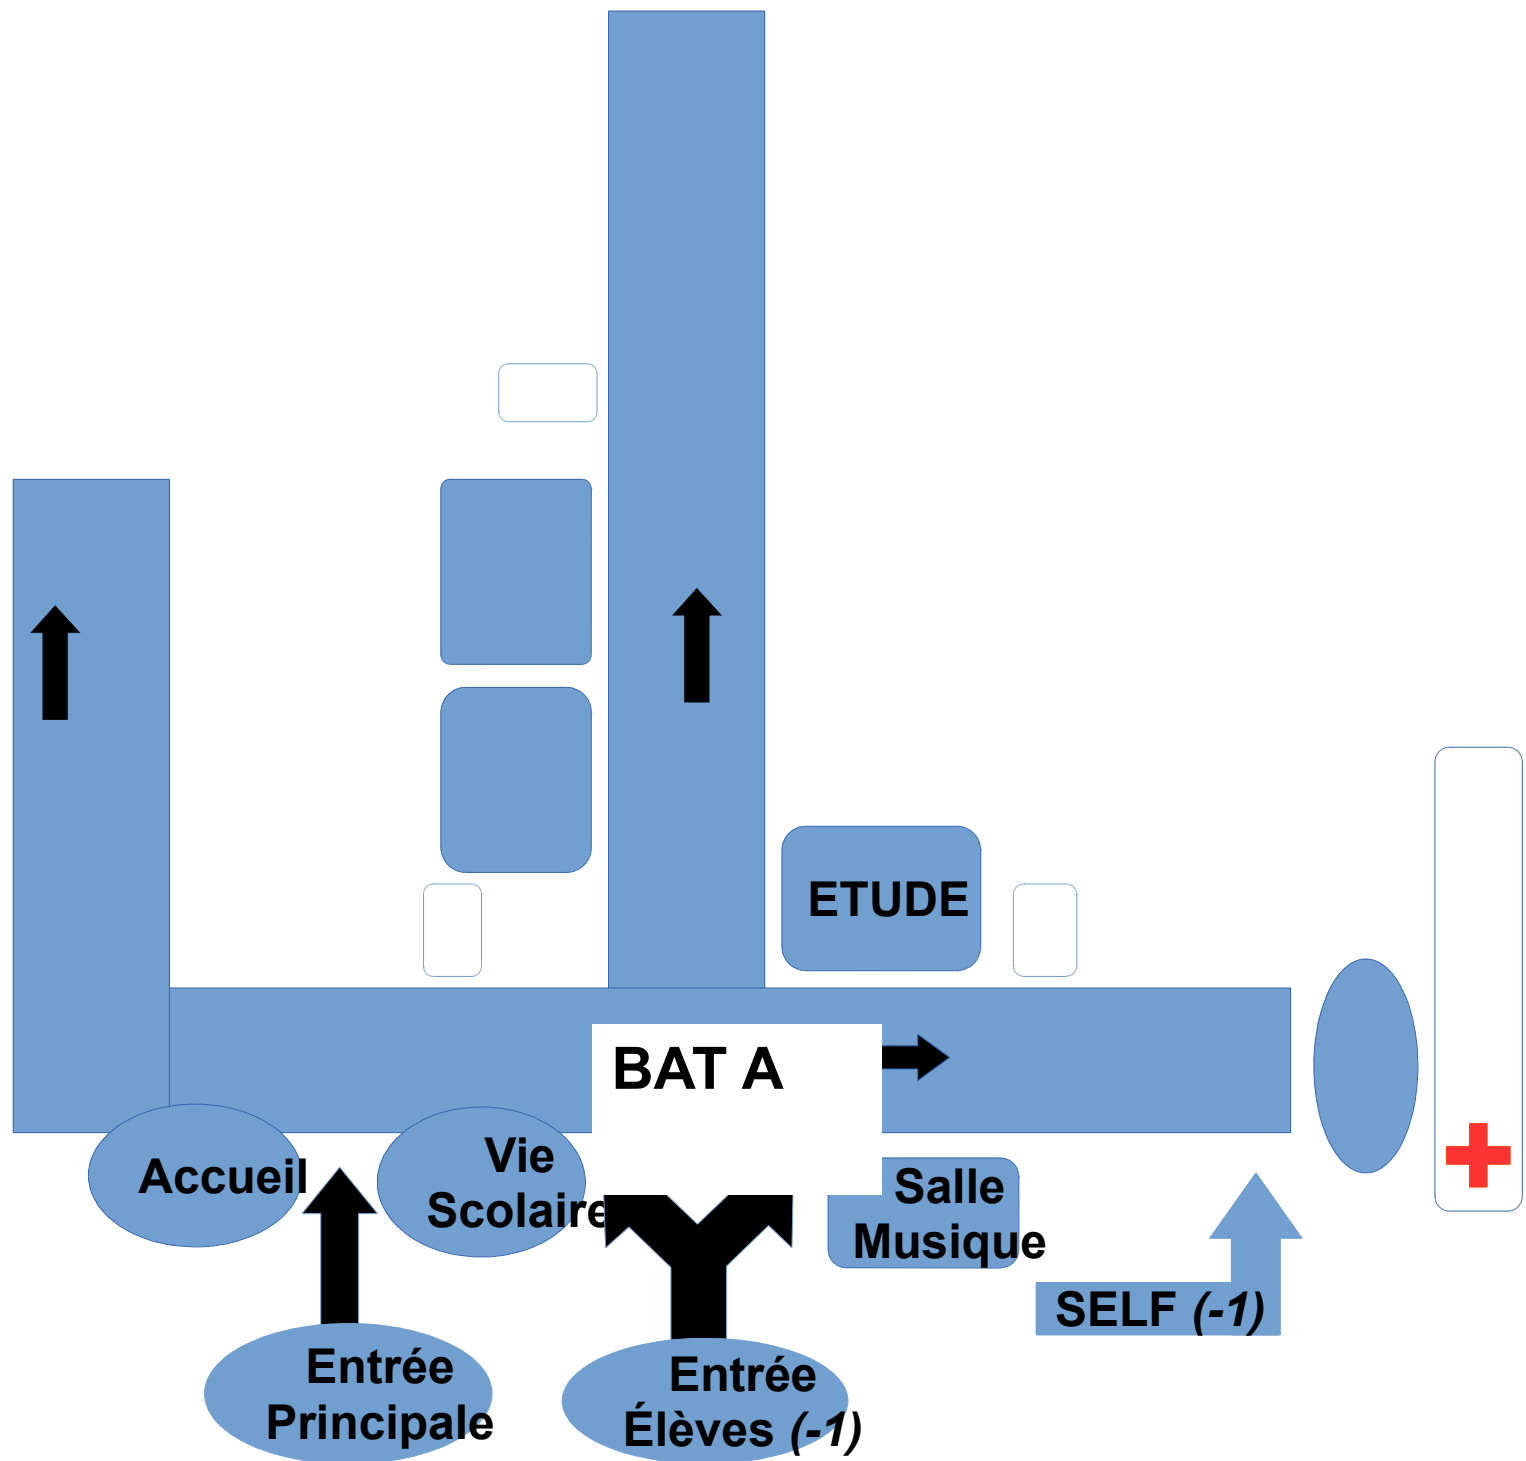 ETUDE
BAT A
Accueil
Vie
Scolaire
Salle
Musique
SELF (-1)
Entrée
Principale
Entrée
Élèves (-1)